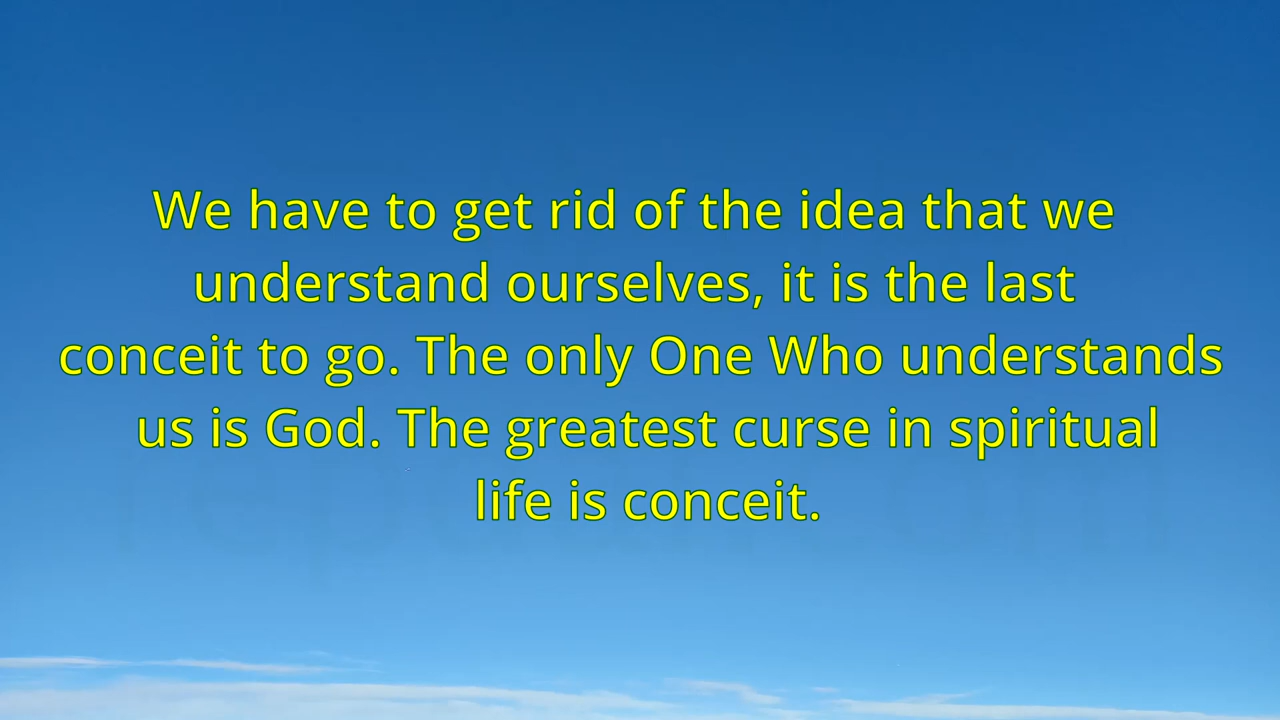 We have to get rid of the idea that we
understand ourselves, it is the last
conceit to go. The only One Who understands
us is God. The greatest curse in spiritual
life is conceit.